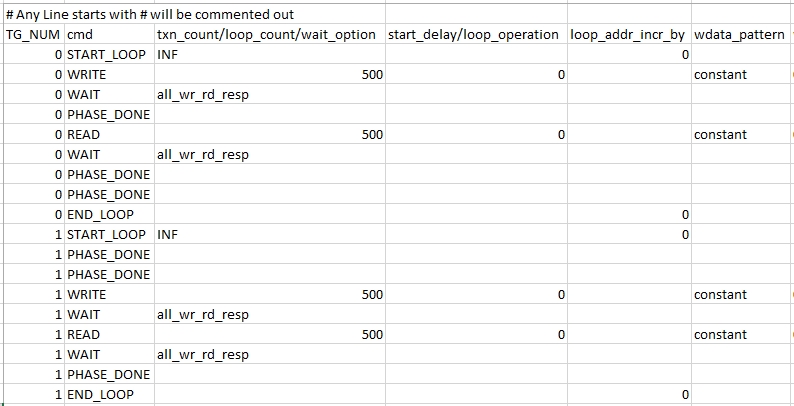 # Any Line starts with # will be commented out
TG_NUM cmd txn_count/loop_count/wait_option start_delay/loop_operation loop_addr_incr_by wdata_pattern
0 START_LOOP INF 0
0 WRITE 500 0 constant
0 WAIT all_wr_rd_resp
0 PHASE_DONE
0 READ 500 0 constant
0 WAIT all_wr_rd_resp
0 PHASE_DONE
0 PHASE_DONE
0 END_LOOP 0
1 START_LOOP INF 0
1 PHASE_DONE
1 PHASE_DONE
1 WRITE 500 0 constant
1 WAIT all_wr_rd_resp
1 READ 500 0 constant
1 WAIT all_wr_rd_resp
1 PHASE_DONE
1 END_LOOP 0